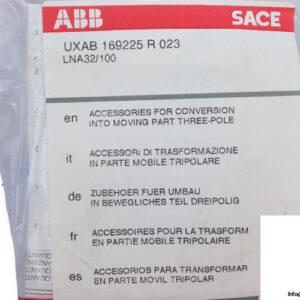 ABB
SACE
UXAB 169225 R 023
LNA32/100
en
ACCESSORIES FOR CONVERSION
INTO MOVING PART THREE-POLE
it
ACCESSORI DI TRASFORMAZIONE
IN PARTE MOBILE TRIPOLARE
de
ZUBEHOER FUER UMBAU
IN BEWEGLICHES TEIL DREIPOLIG
fr
ACCESSOIRES POUR LA TRASFORM
EN PARTIE MOBILE TRIPOLAIRE
es
ACCESORIOS PARA TRANSFORMAR
EN PARTE MOVIL TRIPOLAR